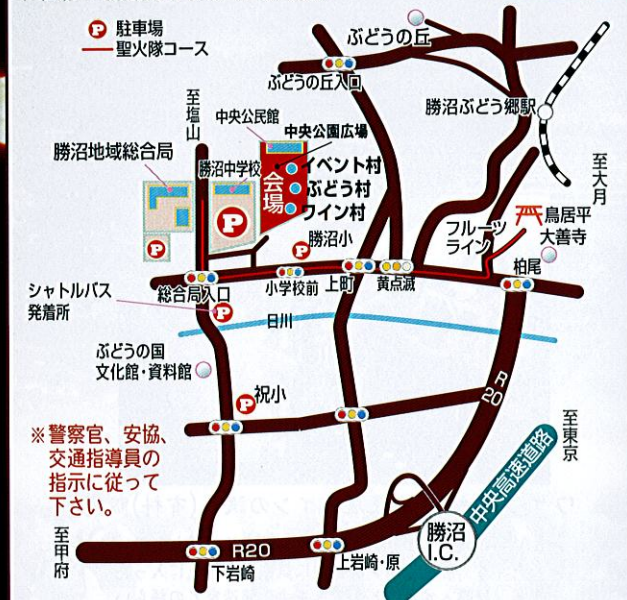 P 駐車場
聖火隊コース
ぶどうの丘
ぶどうの丘入口
勝沼ぶどう郷駅
至塩山
中央公民館
中央公園広場
勝沼地域総合局
勝沼中学校
イベント村
会場
ぶどう村
ワイン村
至大月
P
P
P
勝沼小
フルーツ
ライン
鳥居平
大善寺
柏尾
総合局入口
小学校前
上町
黄点滅
シャトルバス
発着所
P
日川
ぶどうの国
文化館・資料館
P
祝小
R
20
※警察官、安協、
交通指導員の
指示に従って
下さい。
至東京
中央高速道路
勝沼
I.C.
至甲府
R20
下岩崎
上岩崎・原